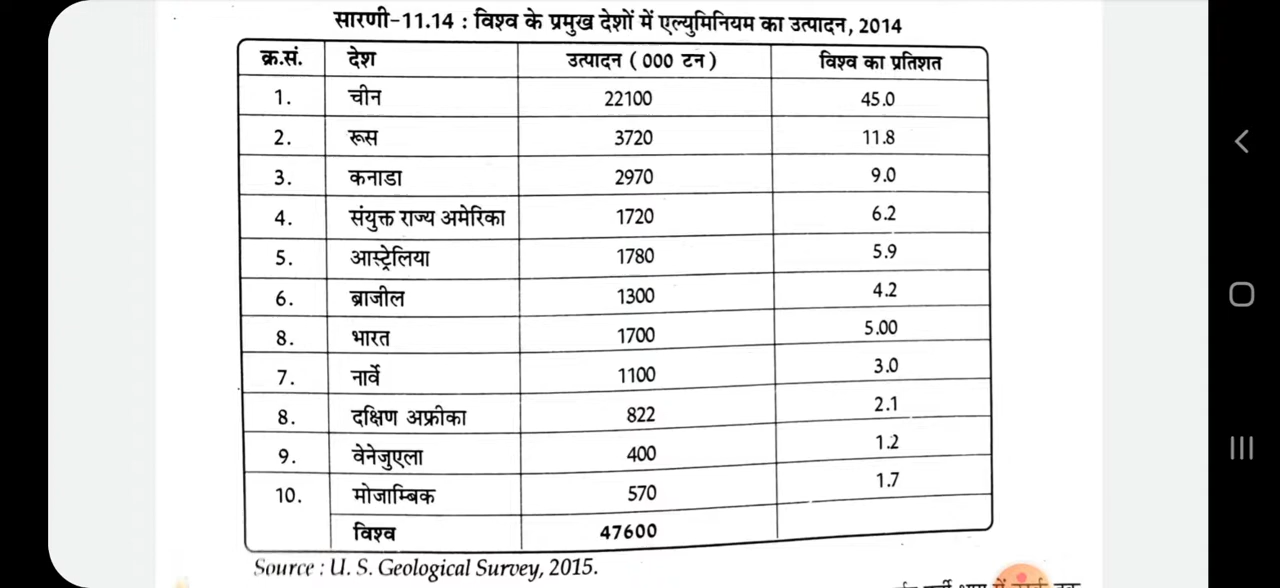 सारणी-11.14 : विश्व के प्रमुख देशों में एल्युमिनियम का उत्पादन, 2014
क्र.सं. देश उत्पादन ( 000 टन ) विश्व का प्रतिशत
1. चीन 22100 45.0
2. रूस 3720 11.8
3. कनाडा 2970 9.0
4. संयुक्त राज्य अमेरिका 1720 6.2
5. आस्ट्रेलिया 1780 5.9
6. ब्राजील 1300 4.2
8. भारत 1700 5.00
7. नार्वे 1100 3.0
8. दक्षिण अफ्रीका 822 2.1
9. वेनेजुएला 400 1.2
10. मोजाम्बिक 570 1.7
विश्व 47600
Source : U. S. Geological Survey, 2015.